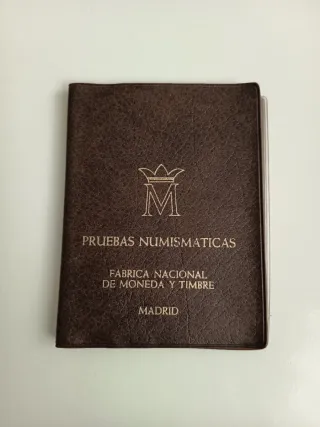 M
PRUEBAS NUMISMATICAS
FABRICA NACIONAL
DE MONEDA Y TIMBRE
MADRID